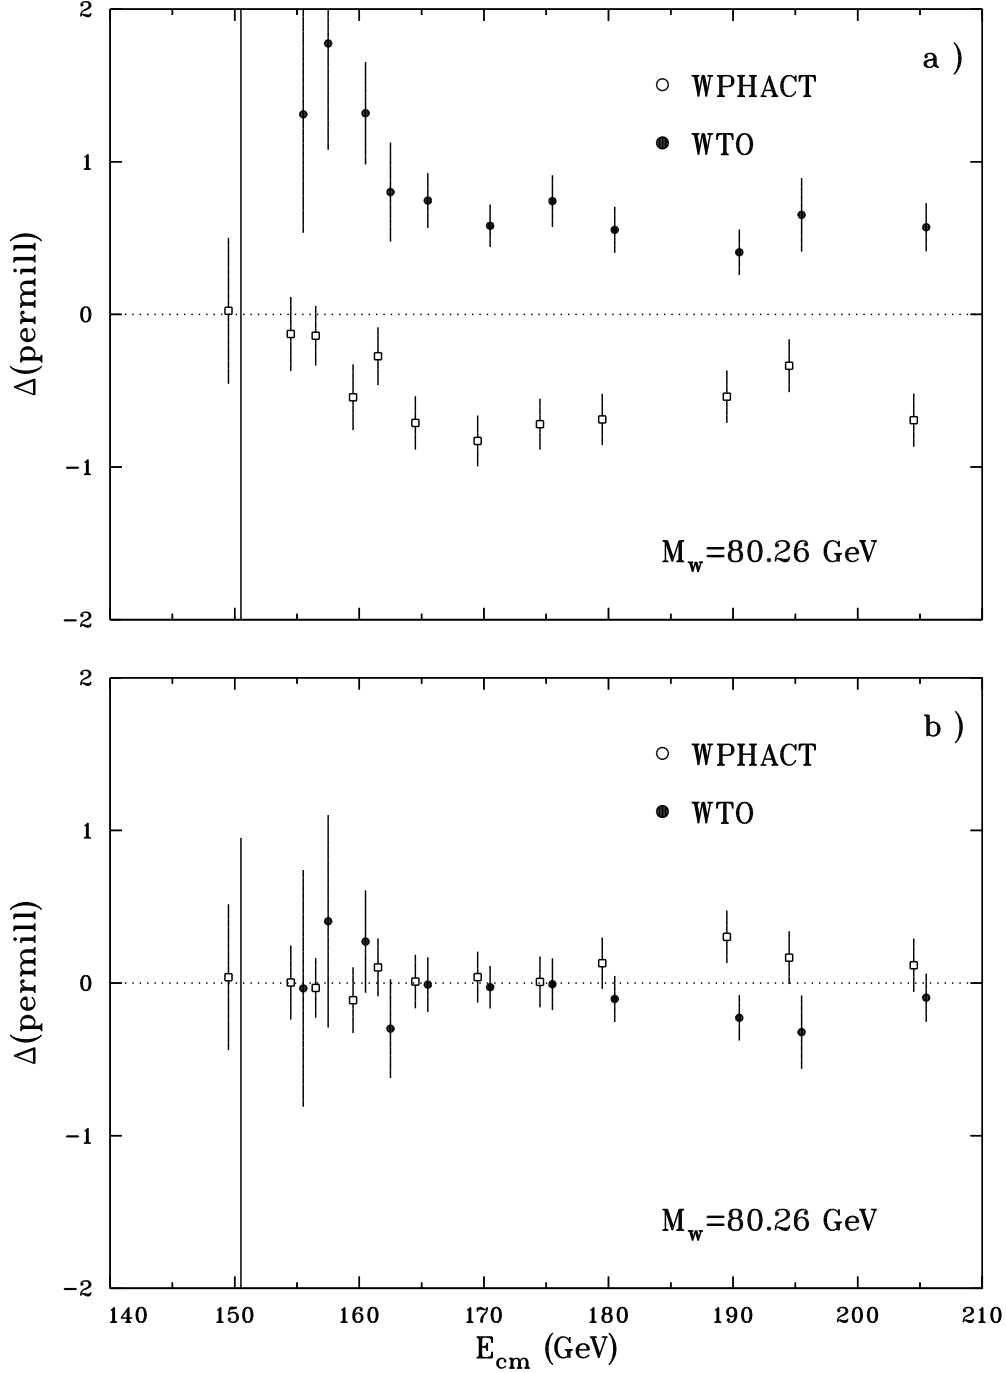 2
a )
WPHACT
WTO
1
Δ(permill)
0
-1
M_w=80.26 GeV
-2
2
b )
WPHACT
WTO
1
Δ(permill)
0
-1
M_w=80.26 GeV
-2
140 150 160 170 180 190 200 210
E_cm (GeV)